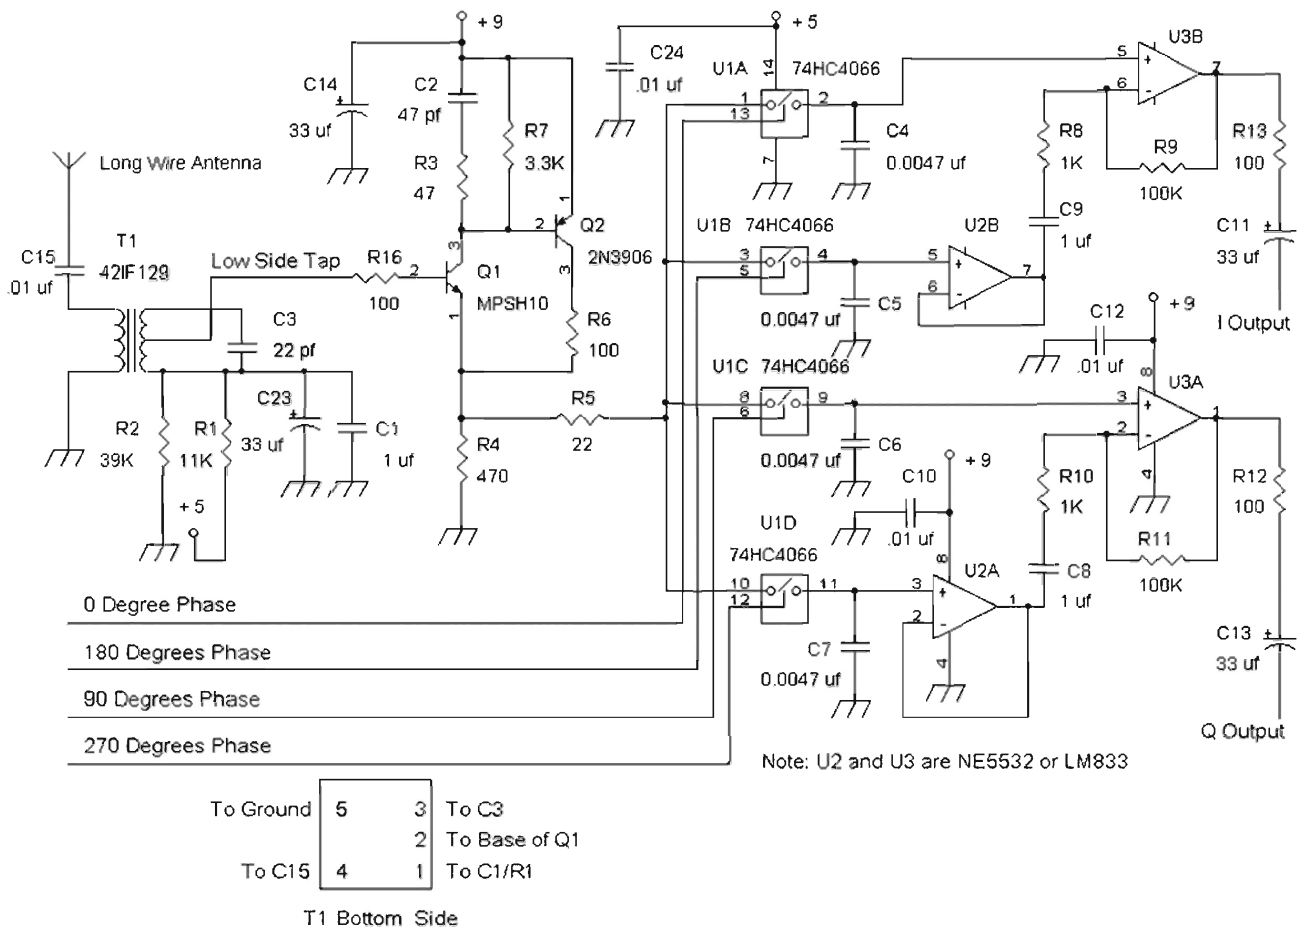 + 9
+ 5
U3B
C24
.01 uf
U1A
14
74HC4066
5
6
7
C14
33 uf
C2
47 pf
R7
3.3K
1
13
2
C4
0.0047 uf
R8
1K
R9
100K
R13
100
Long Wire Antenna
R3
47
7
1
2
Q2
2N3906
3
U1B
74HC4066
U2B
C9
1 uf
C11
33 uf
T1
42IF129
C15
.01 uf
Low Side Tap
R16
100
2
3
Q1
MPSH10
1
3
5
4
5
6
7
C5
0.0047 uf
C12
.01 uf
+ 9
I Output
C3
22 pf
R6
100
U1C
74HC4066
8
U3A
8
6
9
3
2
1
4
R2
39K
R1
11K
C23
33 uf
C1
1 uf
R5
22
R4
470
C6
0.0047 uf
C10
.01 uf
+ 9
R10
1K
R12
100
+ 5
U1D
74HC4066
8
U2A
R11
100K
10
12
11
3
2
1
4
C8
1 uf
0 Degree Phase
180 Degrees Phase
C7
0.0047 uf
C13
33 uf
90 Degrees Phase
270 Degrees Phase
Q Output
Note: U2 and U3 are NE5532 or LM833
To Ground 5 3 To C3
2 To Base of Q1
To C15 4 1 To C1/R1
T1 Bottom Side